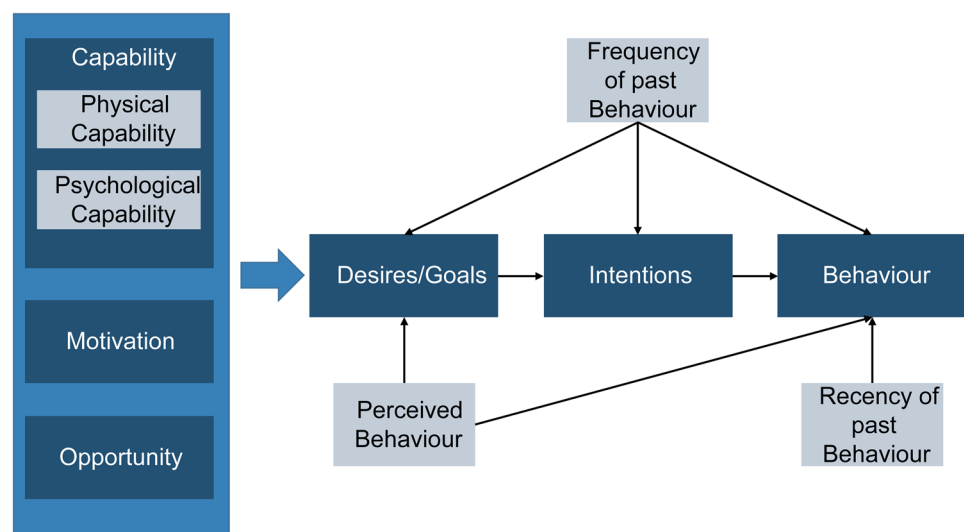 Capability
Physical
Capability
Psychological
Capability
Motivation
Opportunity
Frequency
of past
Behaviour
Desires/Goals
Intentions
Behaviour
Perceived
Behaviour
Recency of
past
Behaviour